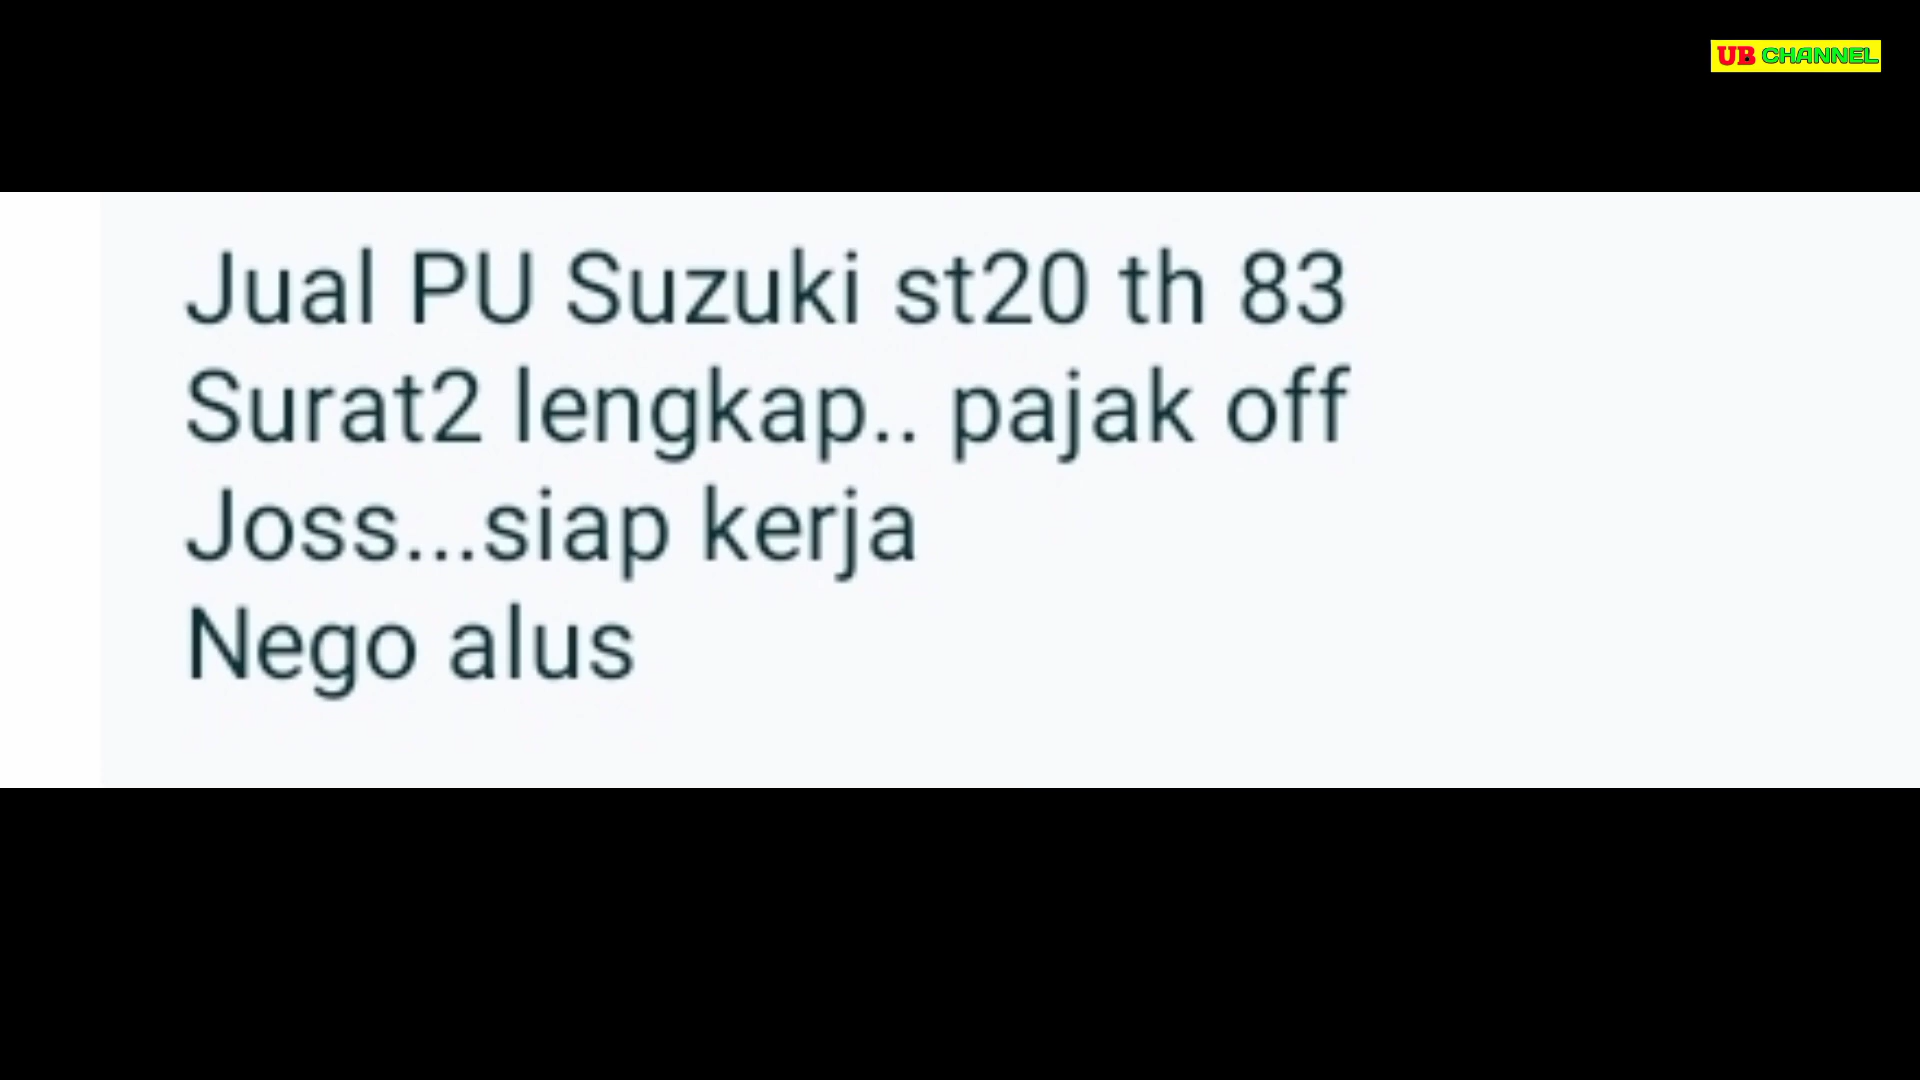 UB CHANNEL
Jual PU Suzuki st20 th 83
Surat2 lengkap.. pajak off
Joss...siap kerja
Nego alus